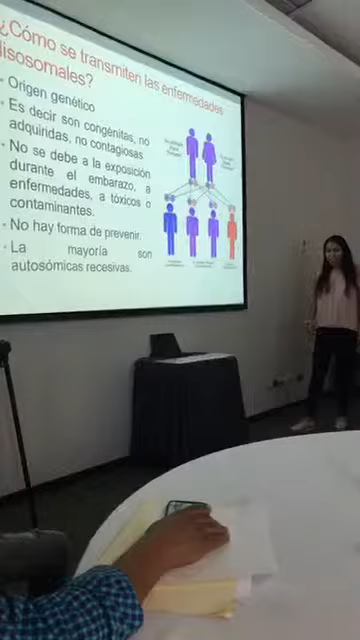 ¿Cómo se transmiten las enfermedades
lisosomales?
Origen genético
Es decir son congénitas, no
adquiridas, no contagiosas
No se debe a la exposición
durante el embarazo, a
enfermedades, a tóxicos o
contaminantes.
No hay forma de prevenir.
La mayoría son
autosómicas recesivas.